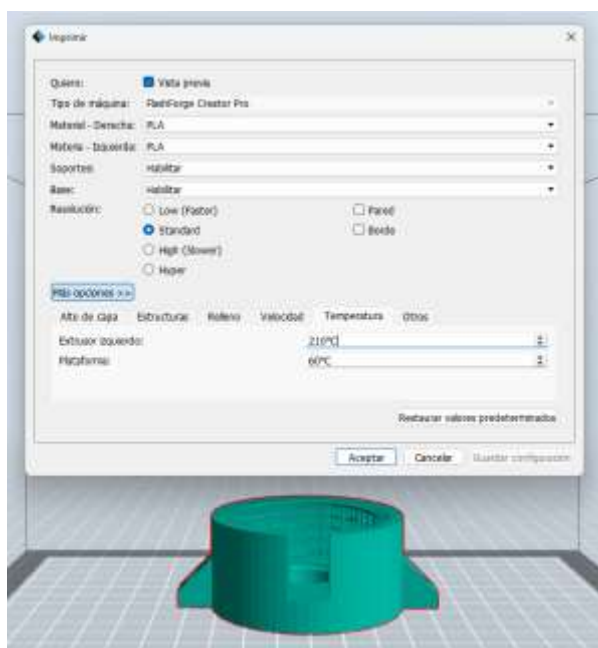 Imprimir
Quiero: Vista previa
Tipo de máquina: FlashForge Creator Pro
Material - Derecha: PLA
Materia - Izquierda: PLA
Soportes: Habilitar
Base: Habilitar
Resolución: Low (Faster) Pared
Standard Borde
High (Slower)
Hyper
Más opciones >>
Alto de capa Estructuras Relleno Velocidad Temperatura Otros
Extrusor izquierdo: 210°C
Plataforma: 60°C
Restaurar valores predeterminados
Aceptar Cancelar Guardar configuración